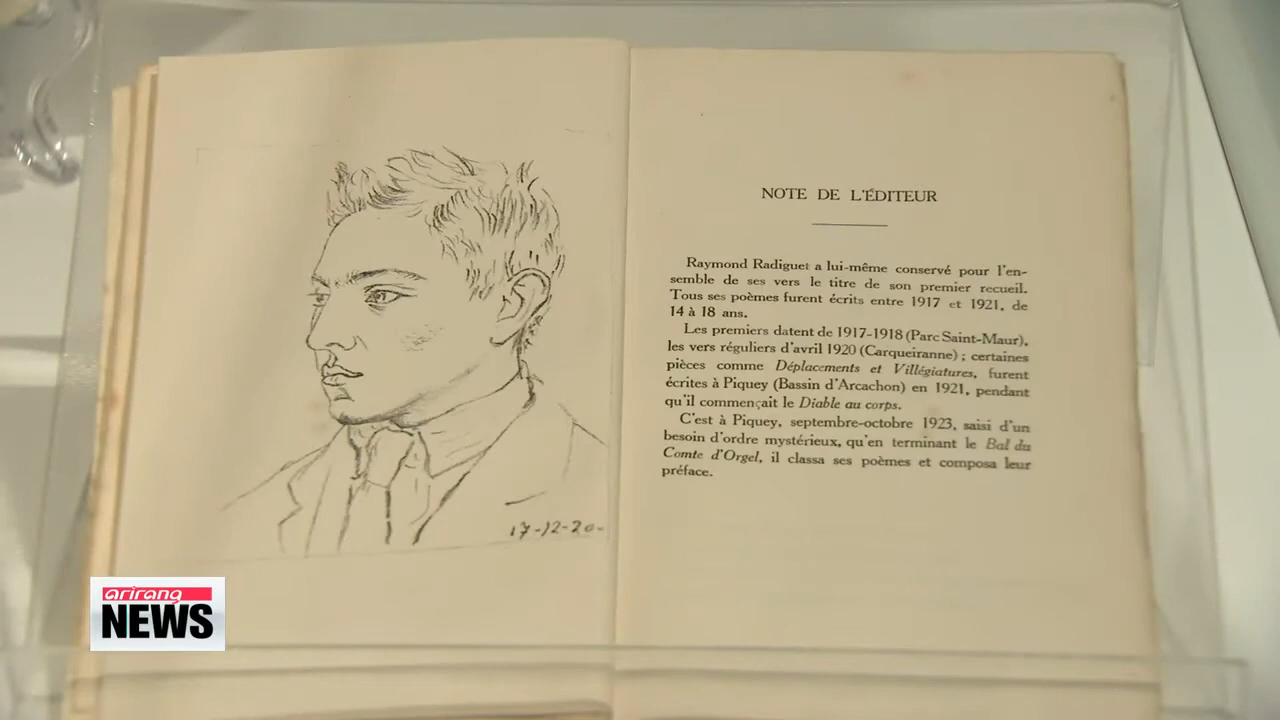 17-12-20-
NOTE DE L'ÉDITEUR
Raymond Radiguet a lui-même conservé pour l'en-
semble de ses vers le titre de son premier recueil.
Tous ses poèmes furent écrits entre 1917 et 1921, de
14 à 18 ans.
Les premiers datent de 1917-1918 (Parc Saint-Maur),
les vers réguliers d'avril 1920 (Carqueiranne) ; certaines
pièces comme Déplacements et Villégiatures, furent
écrites à Piquey (Bassin d'Arcachon) en 1921, pendant
qu'il commençait le Diable au corps.
C'est à Piquey, septembre-octobre 1923, saisi d'un
besoin d'ordre mystérieux, qu'en terminant le Bal du
Comte d'Orgel, il classa ses poèmes et composa leur
préface.
arirang
NEWS